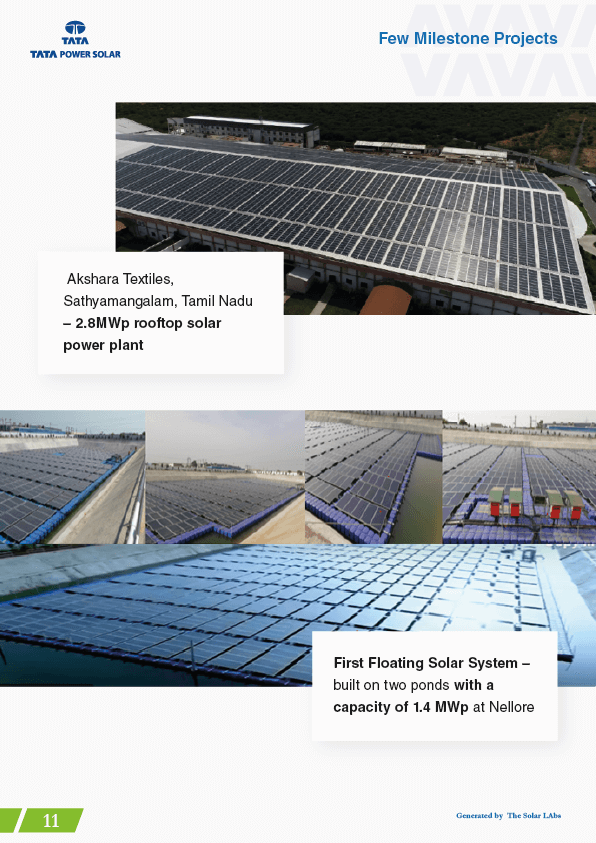 TATA
TATA POWER SOLAR
Few Milestone Projects
Akshara Textiles,
Sathyamangalam, Tamil Nadu
– 2.8MWp rooftop solar
power plant
First Floating Solar System –
built on two ponds with a
capacity of 1.4 MWp at Nellore
11
Generated by The Solar LAbs